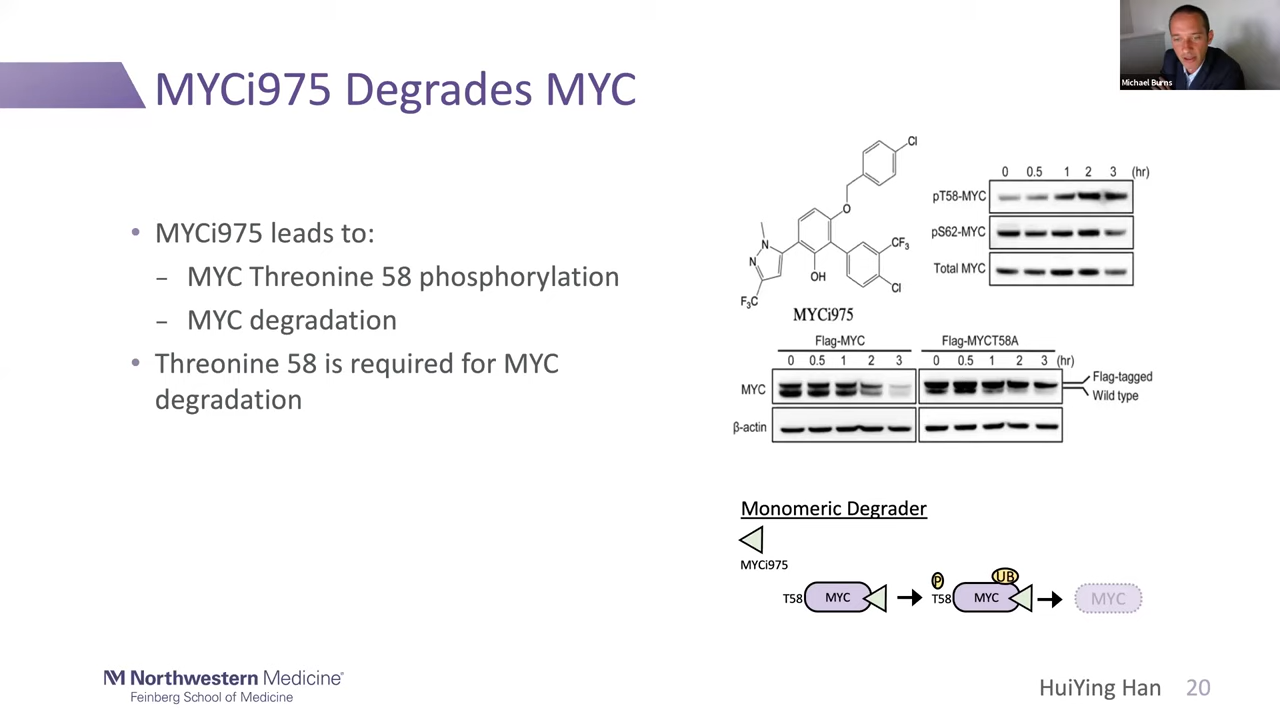 Michael Burns
MYCi975 Degrades MYC
• MYCi975 leads to:
– MYC Threonine 58 phosphorylation
– MYC degradation
• Threonine 58 is required for MYC
degradation
Cl
O
N
N
OH
CF₃
Cl
F₃C
MYCi975
0 0.5 1 2 3 (hr)
pT58-MYC
pS62-MYC
Total MYC
Flag-MYC Flag-MYCT58A
0 0.5 1 2 3 0 0.5 1 2 3 (hr)
MYC
Flag-tagged
Wild type
β-actin
Monomeric Degrader
MYCi975
T58 MYC
P
UB
T58 MYC
MYC
NM Northwestern Medicine®
Feinberg School of Medicine
HuiYing Han 20